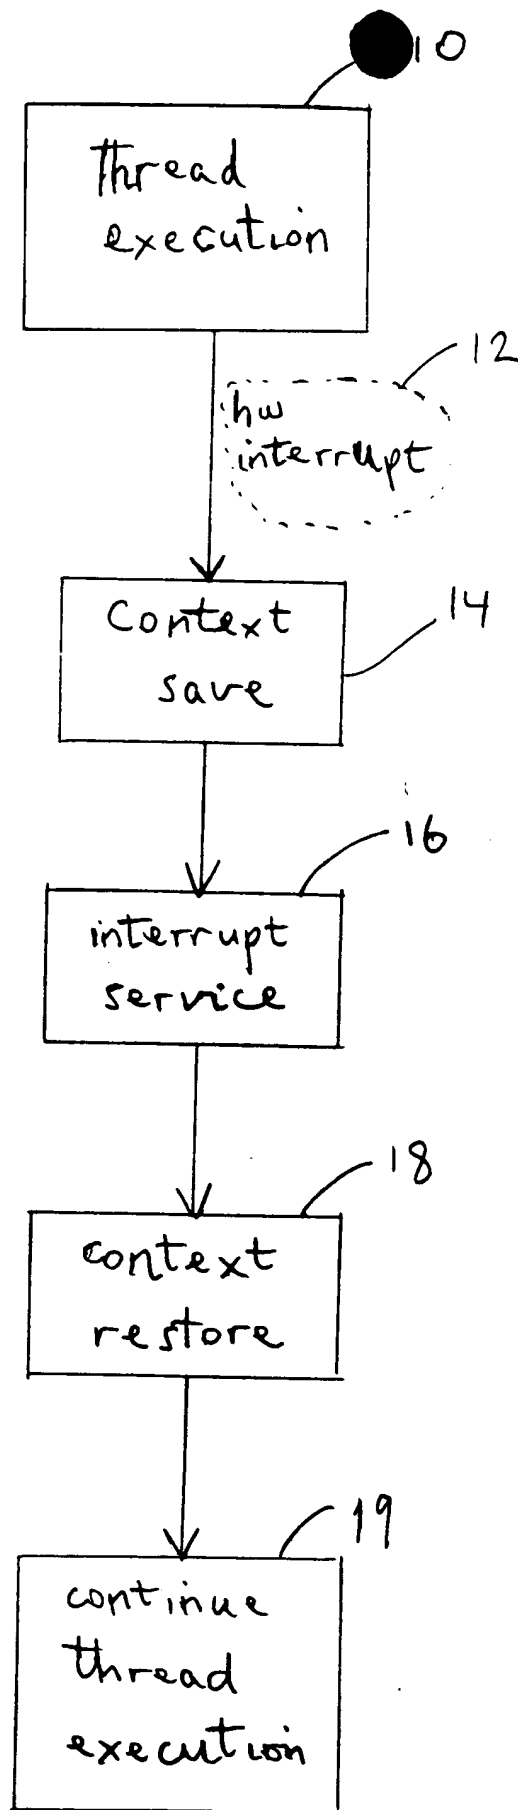 10
Thread
execution
12
hw
interrupt
Context
save
14
16
interrupt
service
18
context
restore
19
continue
thread
execution